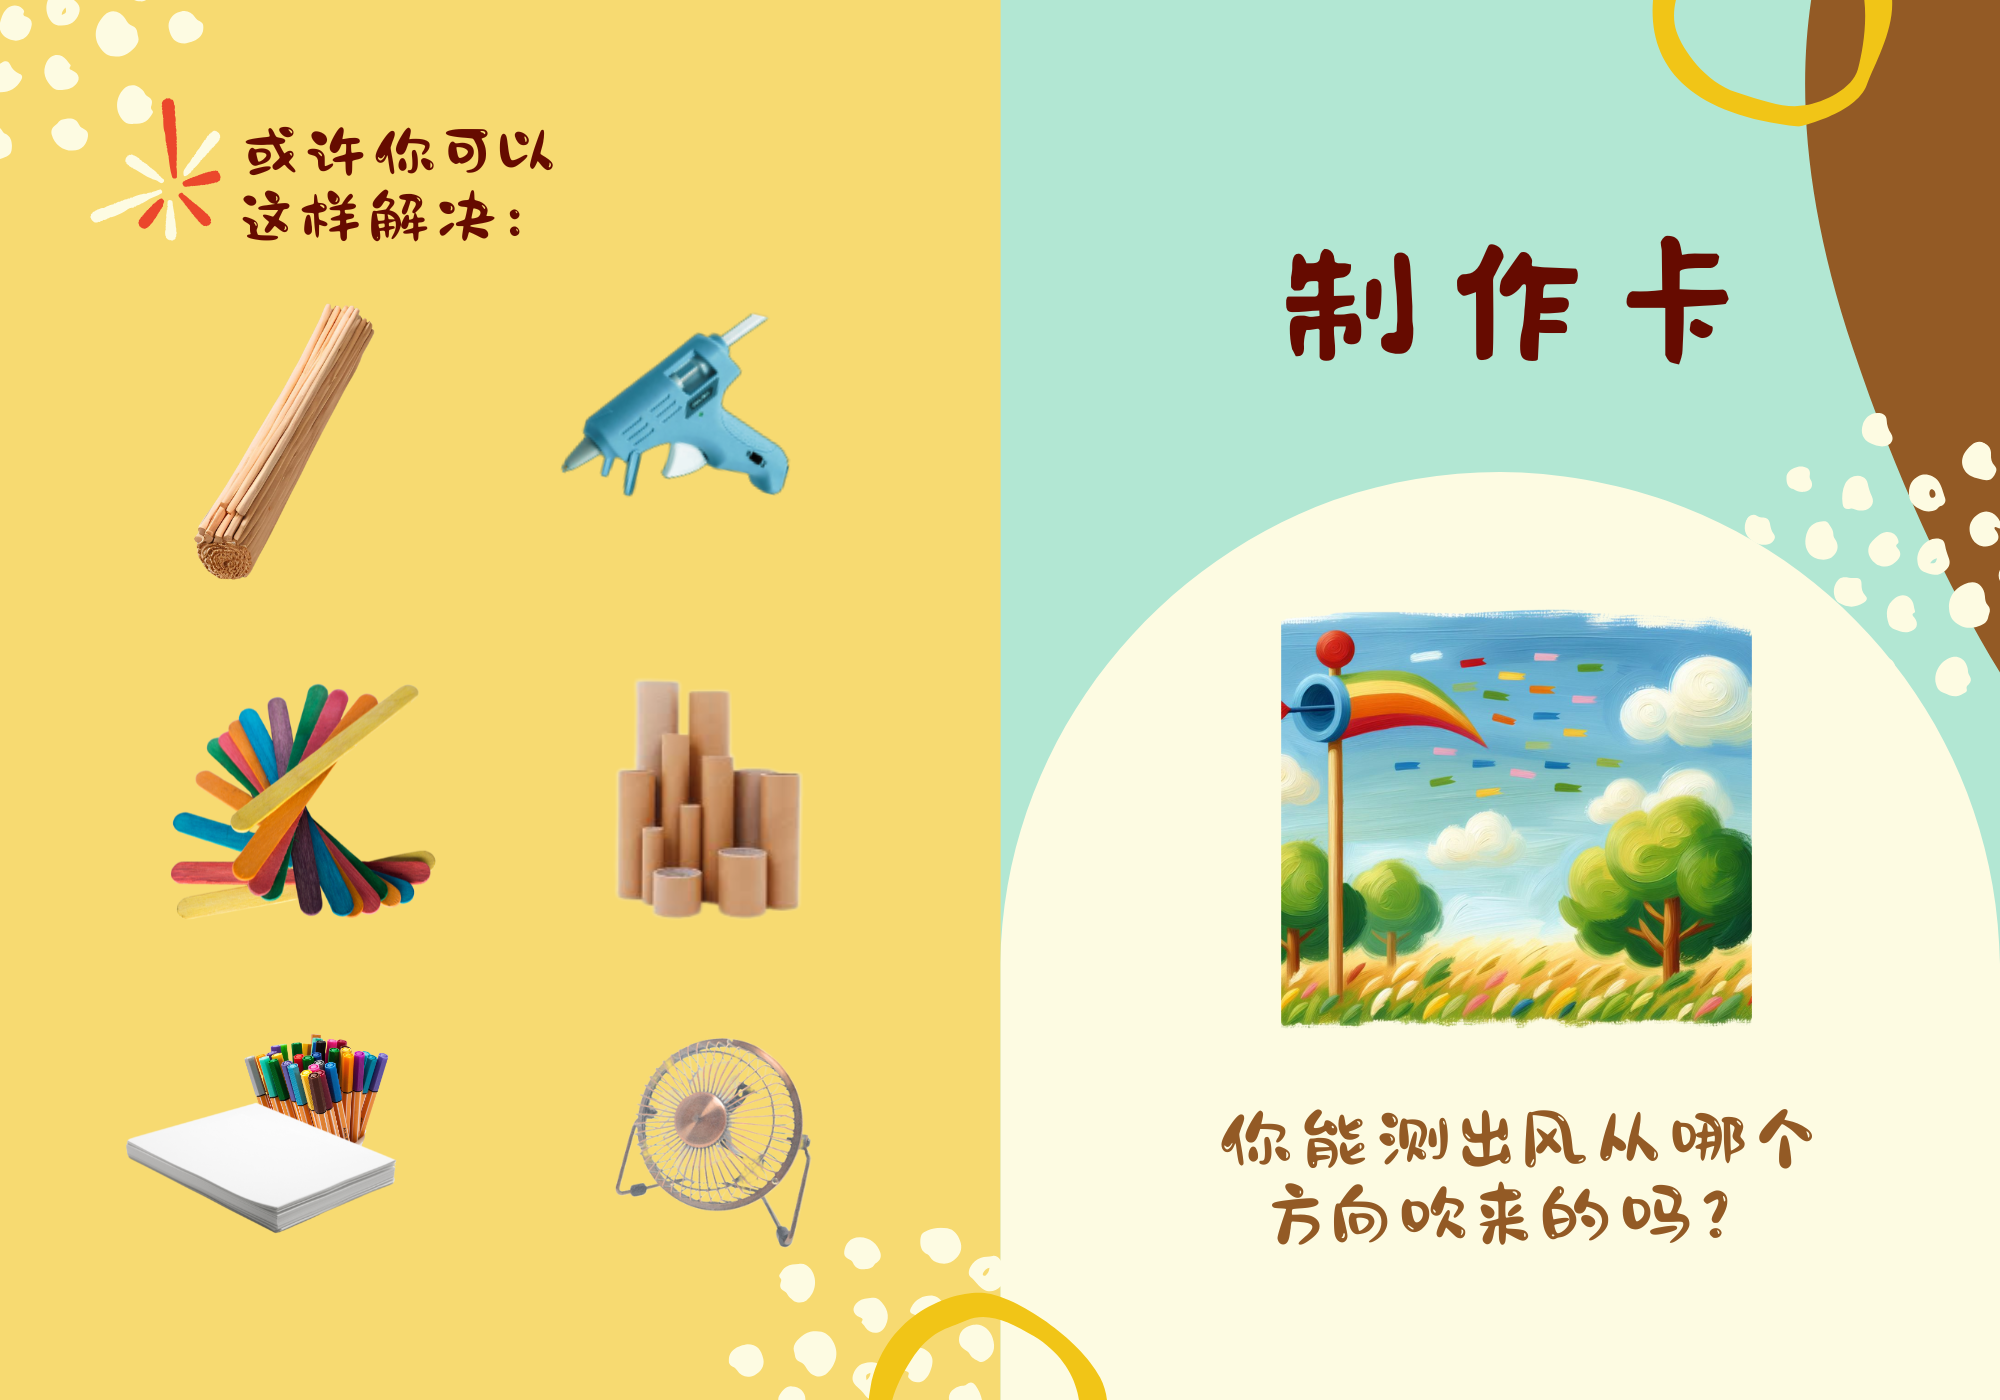 或许你可以
这样解决：
制作卡
你能测出风从哪个
方向吹来的吗？